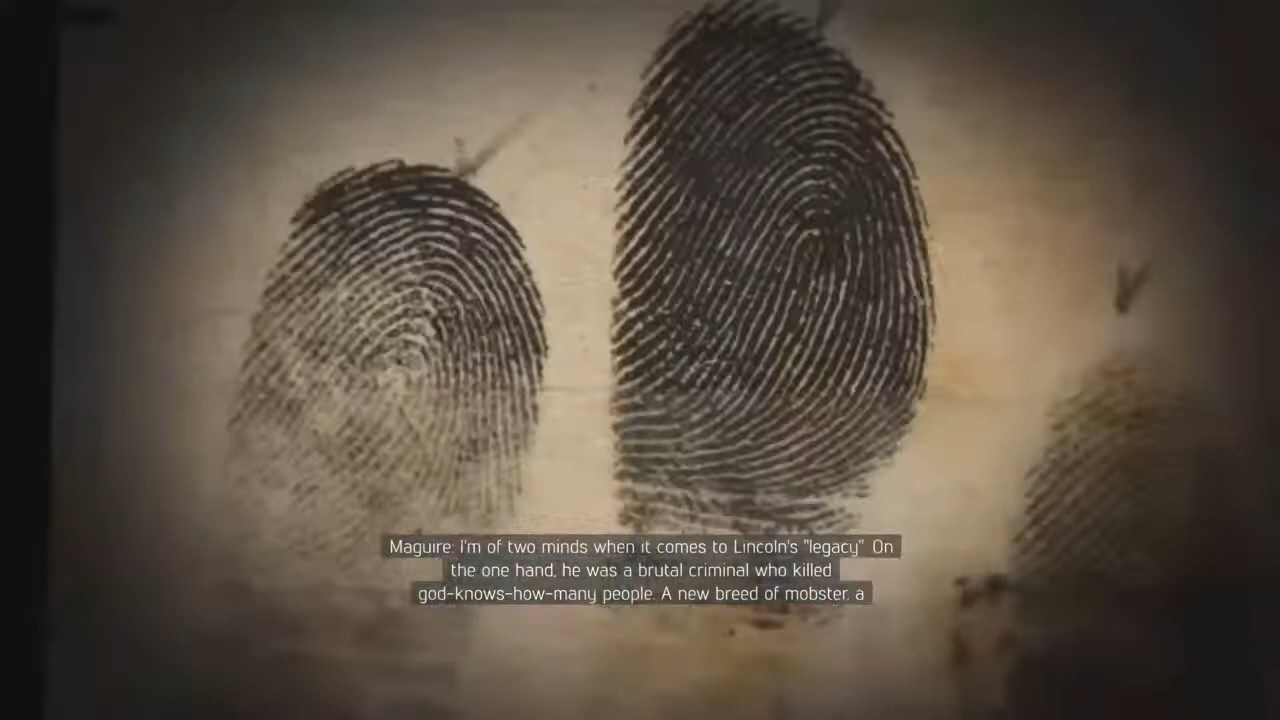 Maguire: I'm of two minds when it comes to Lincoln's "legacy" On
the one hand, he was a brutal criminal who killed
god-knows-how-many people. A new breed of mobster, a